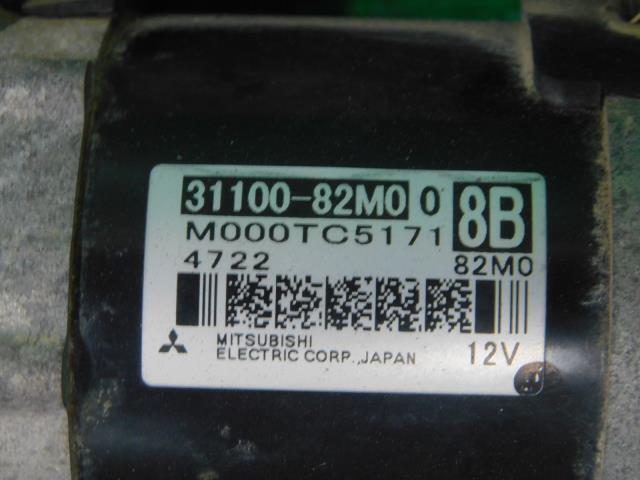 31100-82M0 0 8B
M000TC5171
4722 82M0
MITSUBISHI
ELECTRIC CORP.,JAPAN 12V